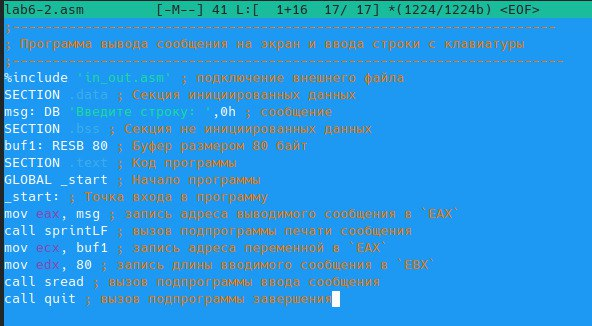 lab6-2.asm [-M--] 41 L:[ 1+16 17/ 17] *(1224/1224b) <EOF>
;------------------------------------------------------------------
; Программа вывода сообщения на экран и ввода строки с клавиатуры
;-------------------------------------------------------------------
%include 'in_out.asm' ; подключение внешнего файла
SECTION .data ; Секция инициированных данных
msg: DB 'Введите строку: ',0h ; сообщение
SECTION .bss ; Секция не инициированных данных
buf1: RESB 80 ; Буфер размером 80 байт
SECTION .text ; Код программы
GLOBAL _start ; Начало программы
_start: ; Точка входа в программу
mov eax, msg ; запись адреса выводимого сообщения в `EAX`
call sprintLF ; вызов подпрограммы печати сообщения
mov ecx, buf1 ; запись адреса переменной в `EAX`
mov edx, 80 ; запись длины вводимого сообщения в `EBX`
call sread ; вызов подпрограммы ввода сообщения
call quit ; вызов подпрограммы завершения